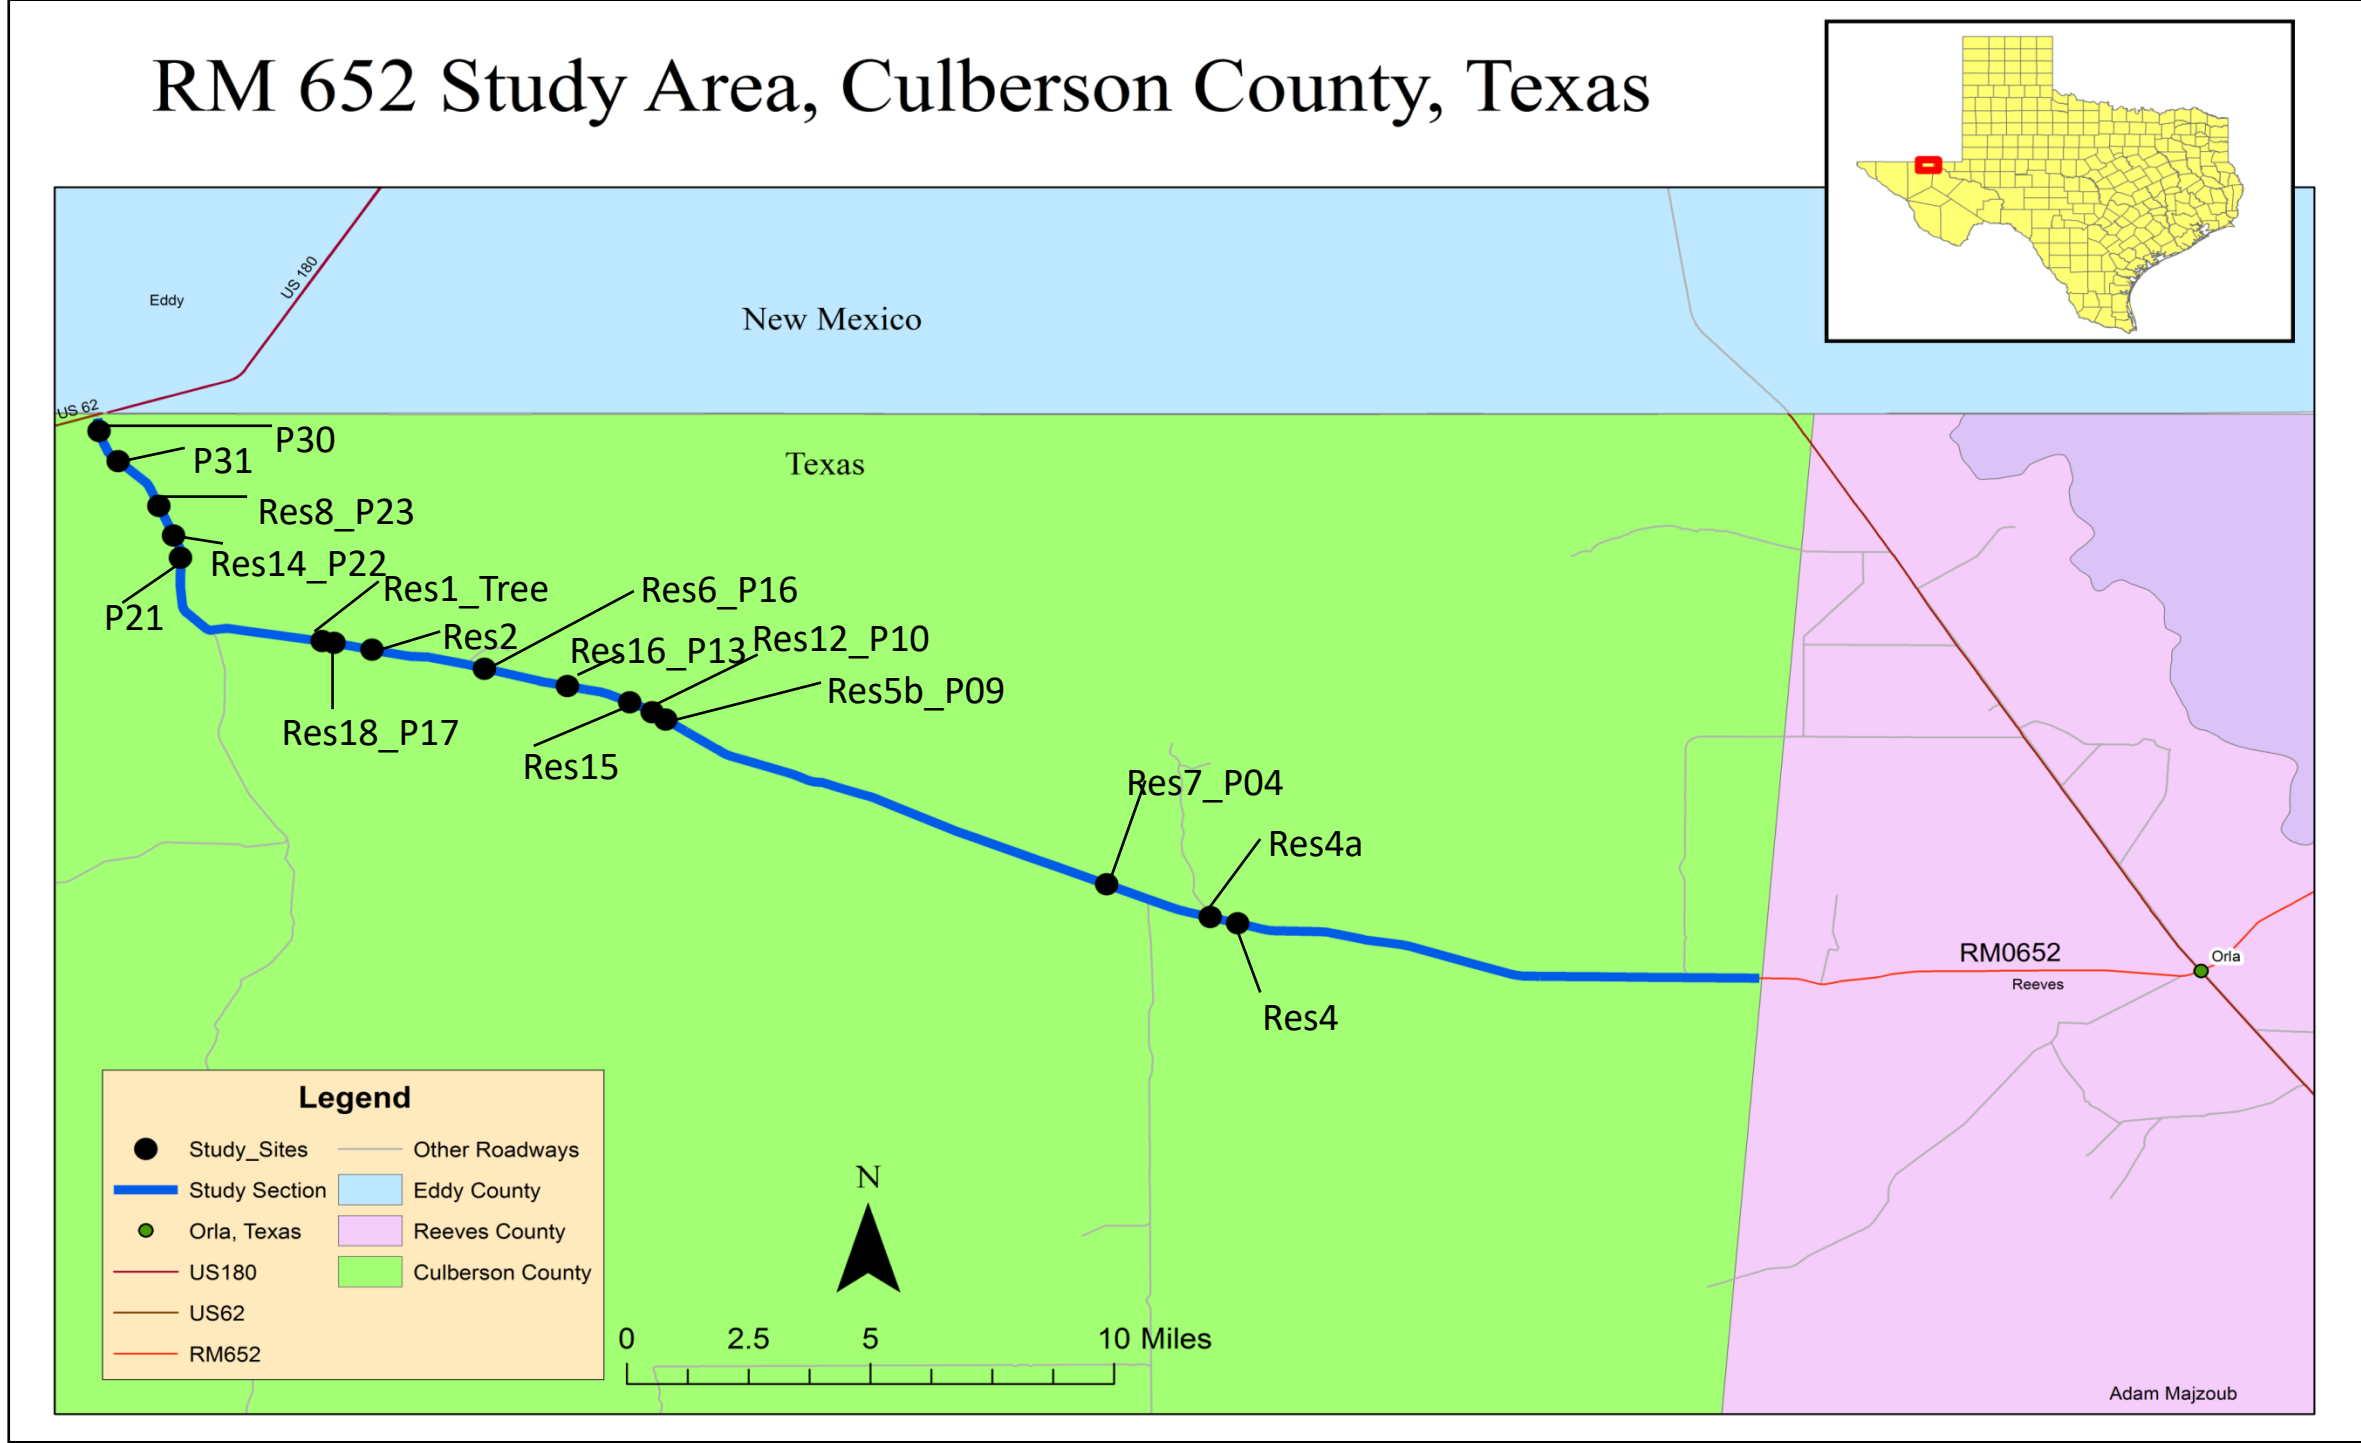 RM 652 Study Area, Culberson County, Texas
US 180
Eddy
New Mexico
US 62
P30
P31
Texas
Res8_P23
Res14_P22
Res1_Tree
Res6_P16
P21
Res2
Res16_P13
Res12_P10
Res5b_P09
Res18_P17
Res15
Res7_P04
Res4a
RM0652
Orla
Reeves
Res4
Legend
Study_Sites
Other Roadways
Study Section
Eddy County
Orla, Texas
Reeves County
US180
Culberson County
US62
RM652
N
0 2.5 5 10 Miles
Adam Majzoub